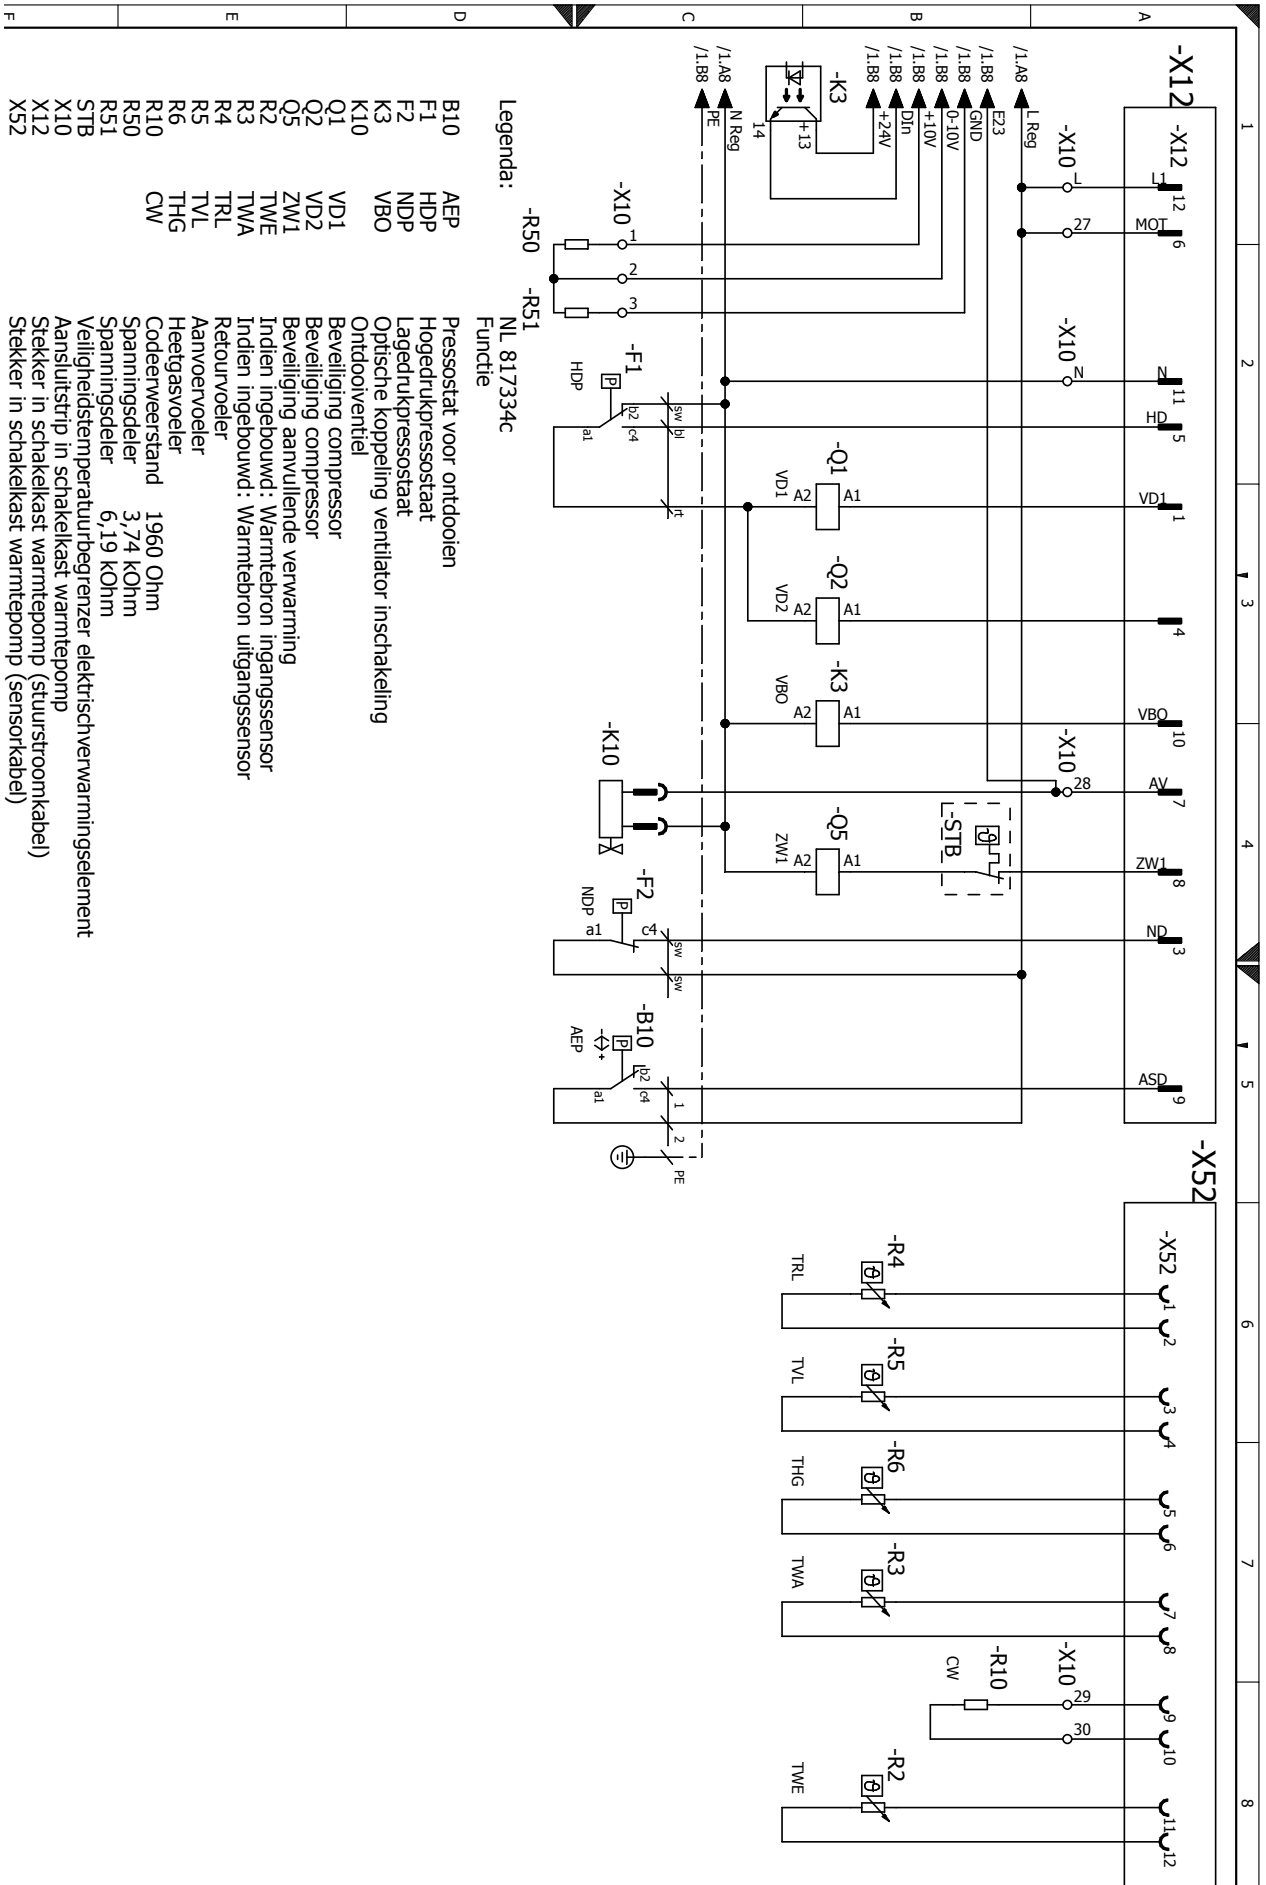 1 2 3 4 5 6 7 8
A
B
C
D
E
F
-X12
-X52
-X12
L1 12
MOT 6
N 11
HD 5
VD1 1
4
VBO 10
AV 7
ZW1 8
ND 3
ASD 9
-X10
L
27
-X10
N
-X10
28
/1.A8 L Reg
/1.B8 E23
/1.B8 GND
/1.B8 0-10V
/1.B8 +10V
/1.B8 DIn
/1.B8 +24V
/1.A8 N Reg
/1.B8 PE
-K3
+13
14
-X10
1
2
3
-R50
-R51
-F1
HDP
P
b2
c4
a1
sw
bl
rt
-Q1
A1
A2
VD1
-Q2
A1
A2
VD2
-K3
A1
A2
VBO
-K10
-Q5
A1
A2
ZW1
-STB
ϑ
-F2
NDP
P
a1
c4
sw
sw
-B10
AEP
P
- +
b2
c4
a1
1
2
PE
-X52
1
2
3
4
5
6
7
8
9
10
11
12
-R4
ϑ
TRL
-R5
ϑ
TVL
-R6
ϑ
THG
-R3
ϑ
TWA
-X10
29
30
-R10
CW
-R2
ϑ
TWE
Legenda:
NL 817334c
Functie
B10 AEP Pressostat voor ontdooien
F1 HDP Hogedrukpressostaat
F2 NDP Lagedrukpressostaat
K3 VBO Optische koppeling ventilator inschakeling
K10 Ontdooiventiel
Q1 VD1 Beveiliging compressor
Q2 VD2 Beveiliging compressor
Q5 ZW1 Beveiliging aanvullende verwarming
R2 TWE Indien ingebouwd: Warmtebron ingangssensor
R3 TWA Indien ingebouwd: Warmtebron uitgangssensor
R4 TRL Retourvoeler
R5 TVL Aanvoervoeler
R6 THG Heetgasvoeler
R10 CW Codeerweerstand 1960 Ohm
R50 Spanningsdeler 3,74 kOhm
R51 Spanningsdeler 6,19 kOhm
STB Veiligheidstemperatuurbegrenzer elektrischverwarmingselement
X10 Aansluitstrip in schakelkast warmtepomp
X12 Stekker in schakelkast warmtepomp (stuurstroomkabel)
X52 Stekker in schakelkast warmtepomp (sensorkabel)